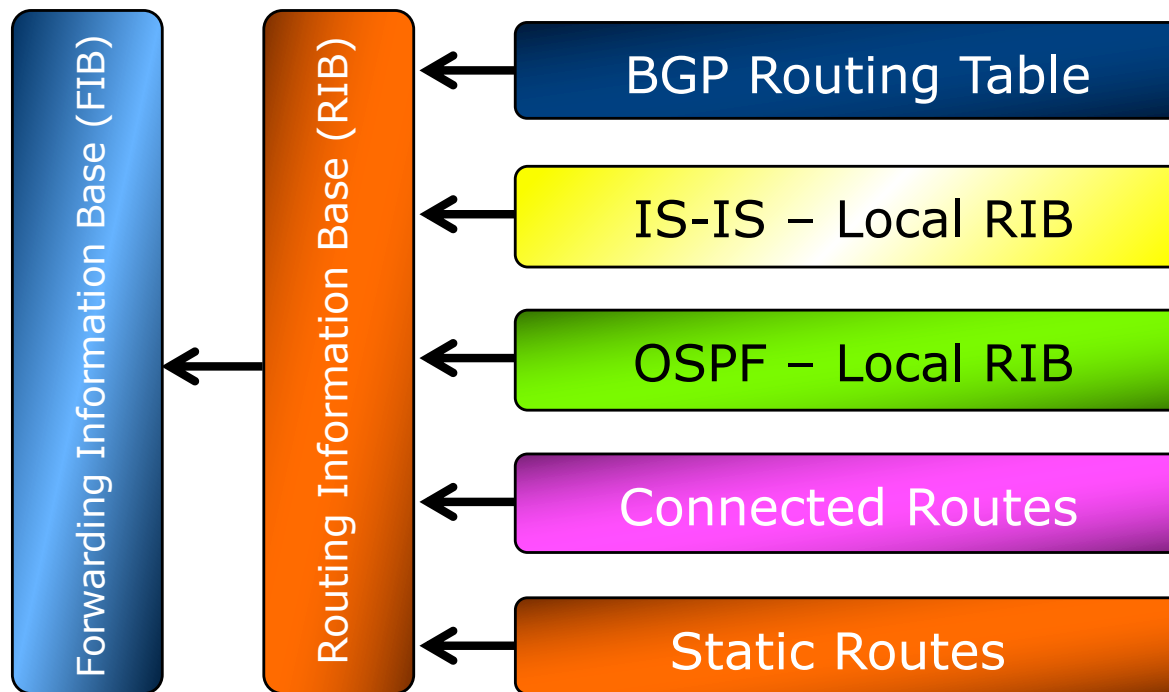 Forwarding Information Base (FIB)
Routing Information Base (RIB)
BGP Routing Table
IS-IS – Local RIB
OSPF – Local RIB
Connected Routes
Static Routes